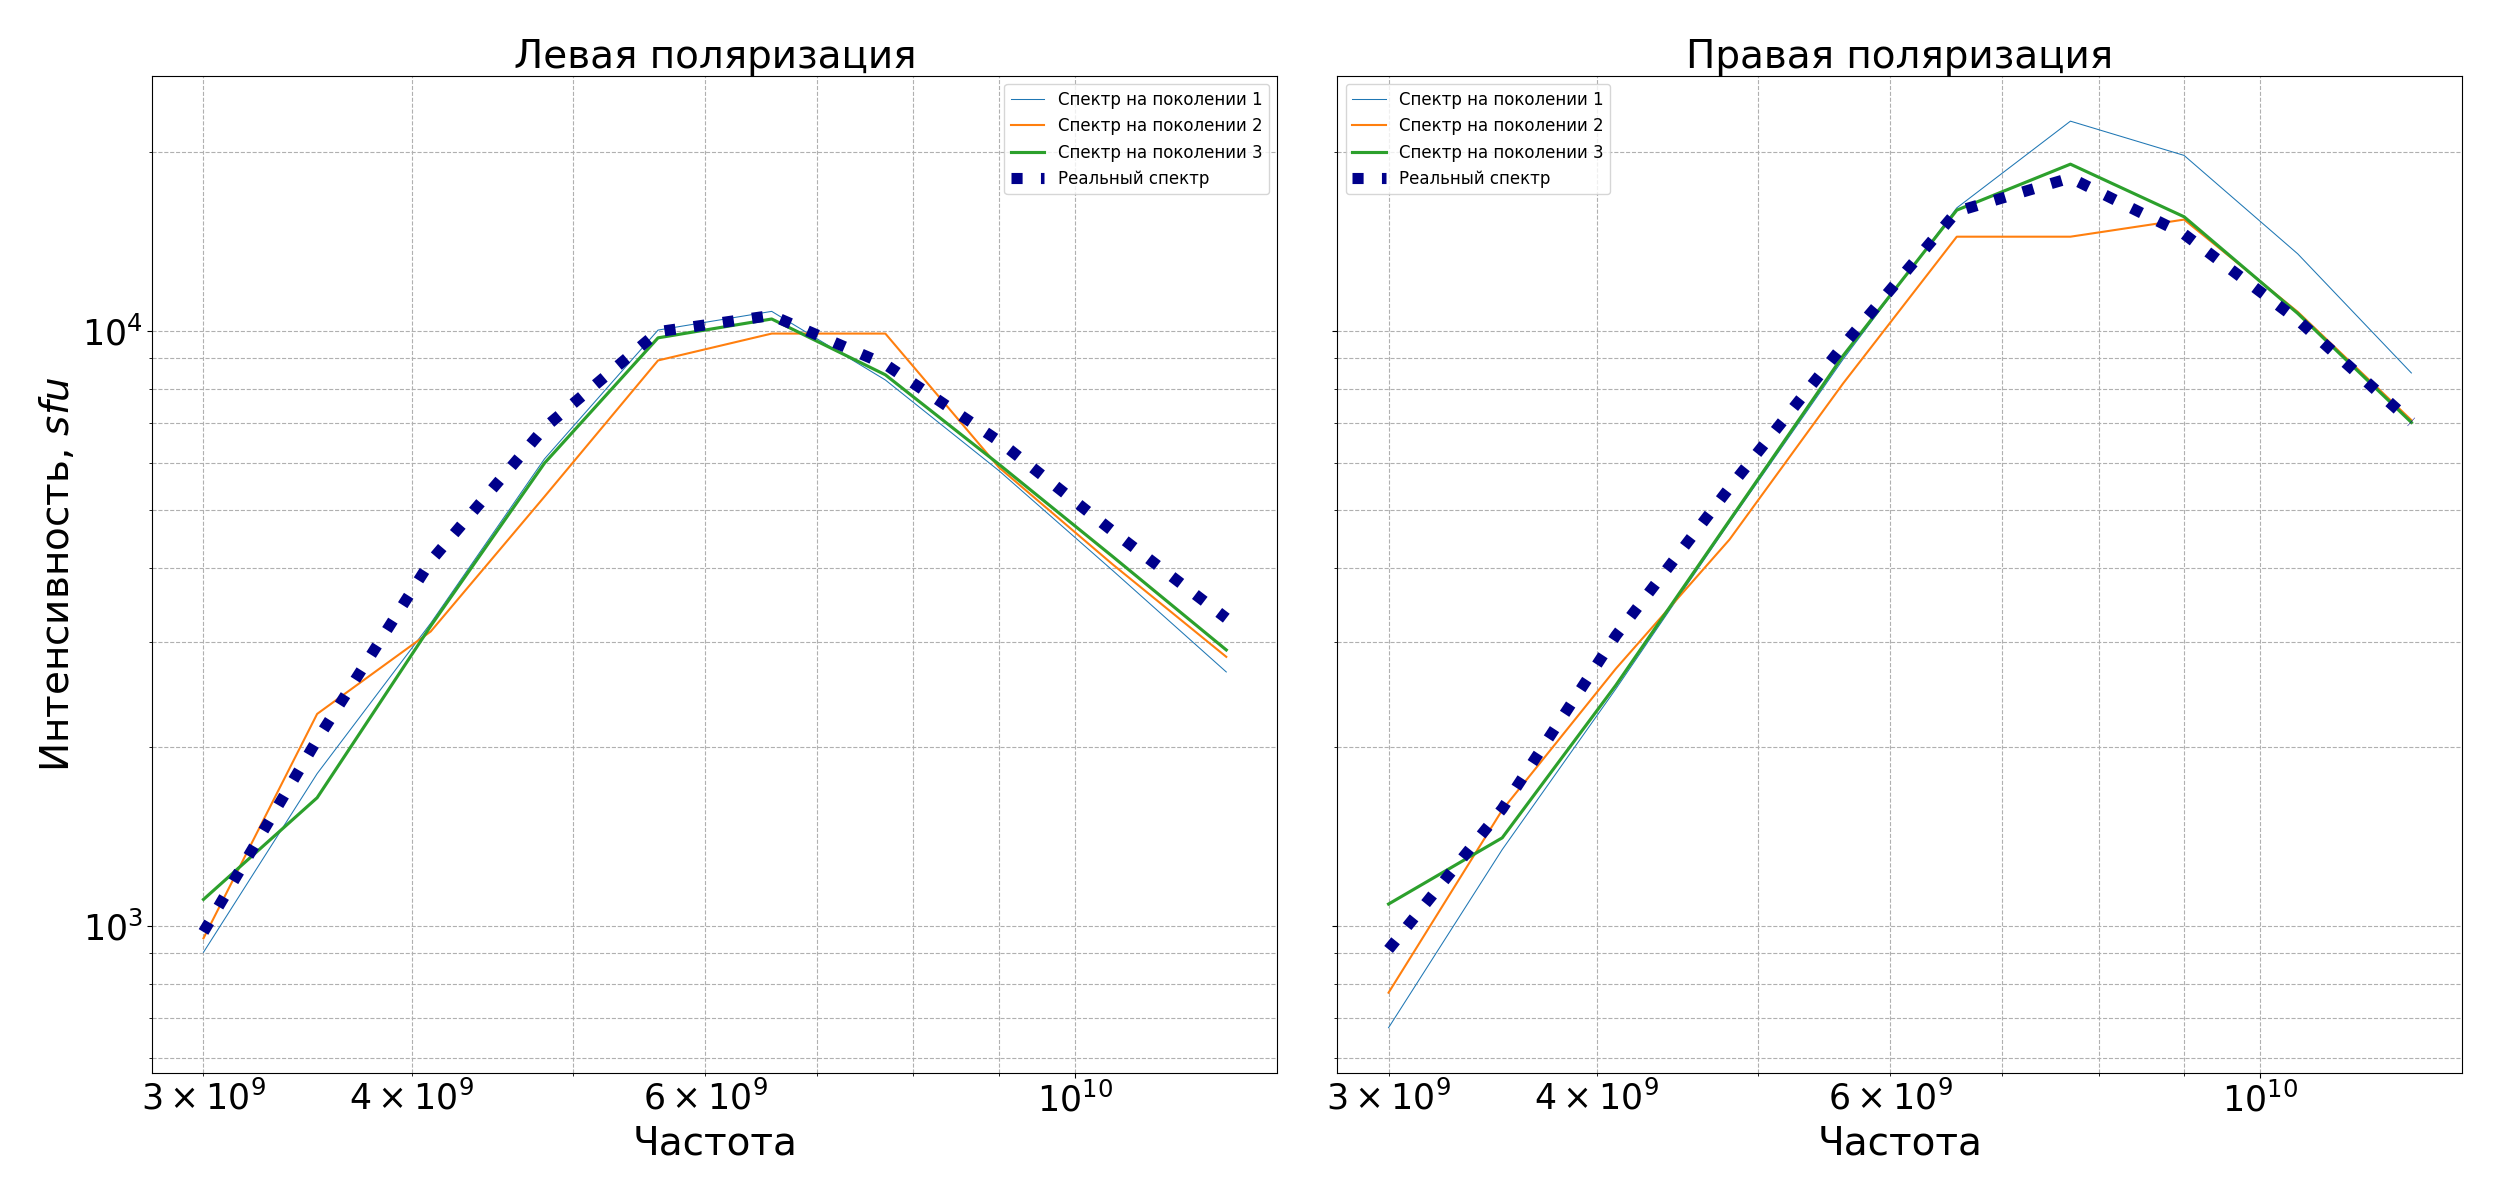 Левая поляризация
Спектр на поколении 1
Спектр на поколении 2
Спектр на поколении 3
Реальный спектр
Интенсивность, sfu
10⁴
10³
3 × 10⁹
4 × 10⁹
6 × 10⁹
10¹⁰
Частота
Правая поляризация
Спектр на поколении 1
Спектр на поколении 2
Спектр на поколении 3
Реальный спектр
3 × 10⁹
4 × 10⁹
6 × 10⁹
10¹⁰
Частота